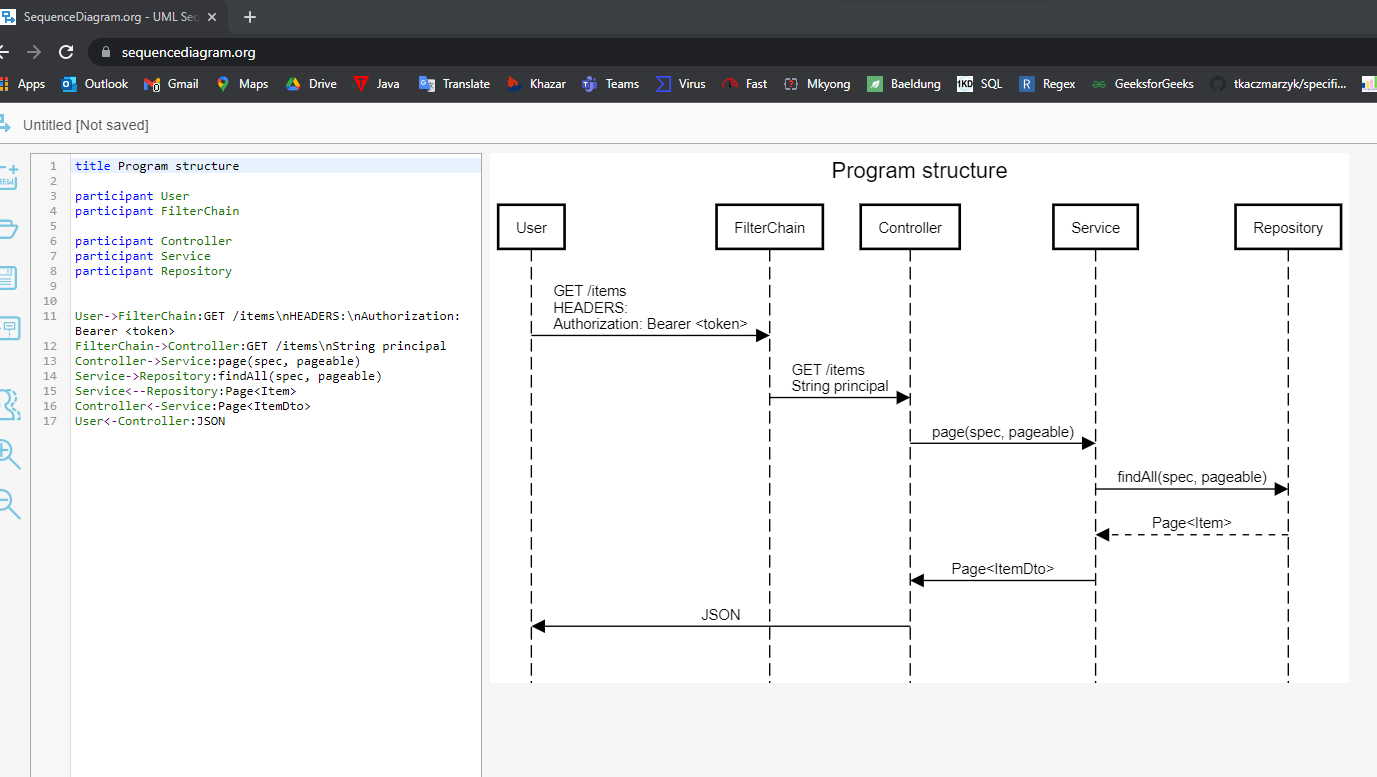 SequenceDiagram.org - UML Seq
sequencediagram.org
Apps Outlook Gmail Maps Drive Java Translate Khazar Teams Virus Fast Mkyong Baeldung 1KD SQL R Regex GeeksforGeeks tkaczmarzyk/specifi...
Untitled [Not saved]
NEW
1 title Program structure
2
3 participant User
4 participant FilterChain
5
6 participant Controller
7 participant Service
8 participant Repository
9
10
11 User->FilterChain:GET /items\nHEADERS:\nAuthorization:
Bearer <token>
12 FilterChain->Controller:GET /items\nString principal
13 Controller->Service:page(spec, pageable)
14 Service->Repository:findAll(spec, pageable)
15 Service<--Repository:Page<Item>
16 Controller<-Service:Page<ItemDto>
17 User<-Controller:JSON
Program structure
User FilterChain Controller Service Repository
GET /items
HEADERS:
Authorization: Bearer <token>
GET /items
String principal
page(spec, pageable)
findAll(spec, pageable)
Page<Item>
Page<ItemDto>
JSON